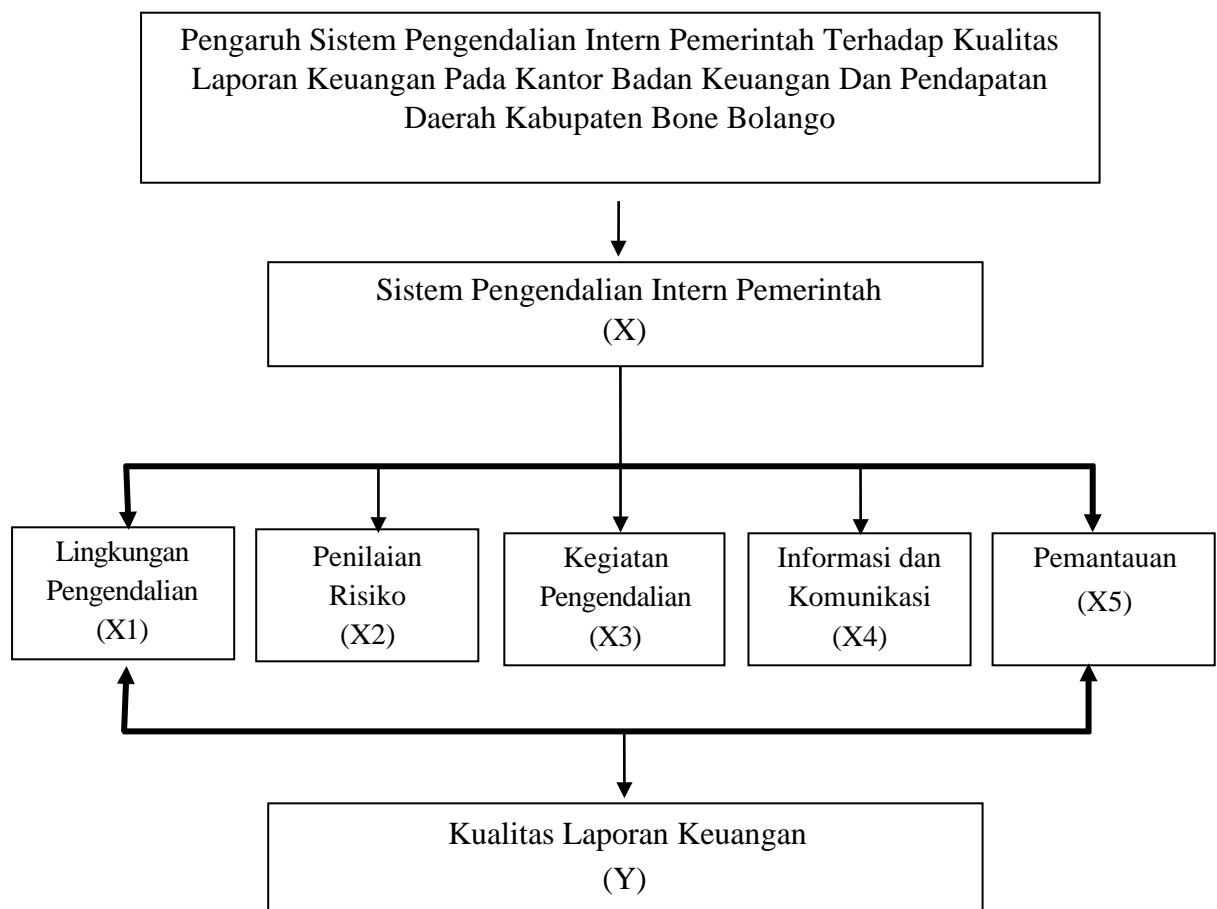 Pengaruh Sistem Pengendalian Intern Pemerintah Terhadap Kualitas
Laporan Keuangan Pada Kantor Badan Keuangan Dan Pendapatan
Daerah Kabupaten Bone Bolango
Sistem Pengendalian Intern Pemerintah
(X)
Lingkungan
Pengendalian
(X1)
Penilaian
Risiko
(X2)
Kegiatan
Pengendalian
(X3)
Informasi dan
Komunikasi
(X4)
Pemantauan
(X5)
Kualitas Laporan Keuangan
(Y)